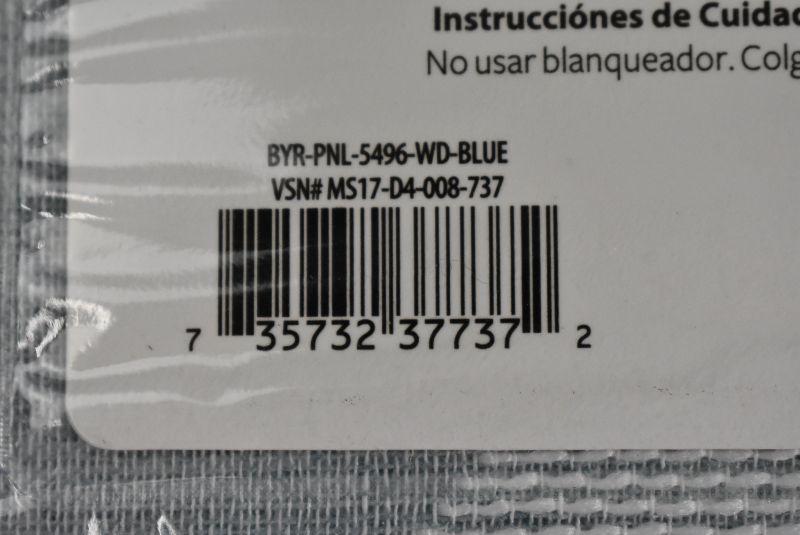 Instrucciónes de Cuidad
No usar blanqueador. Colg
BYR-PNL-5496-WD-BLUE
VSN# MS17-D4-008-737
7 35732 37737 2